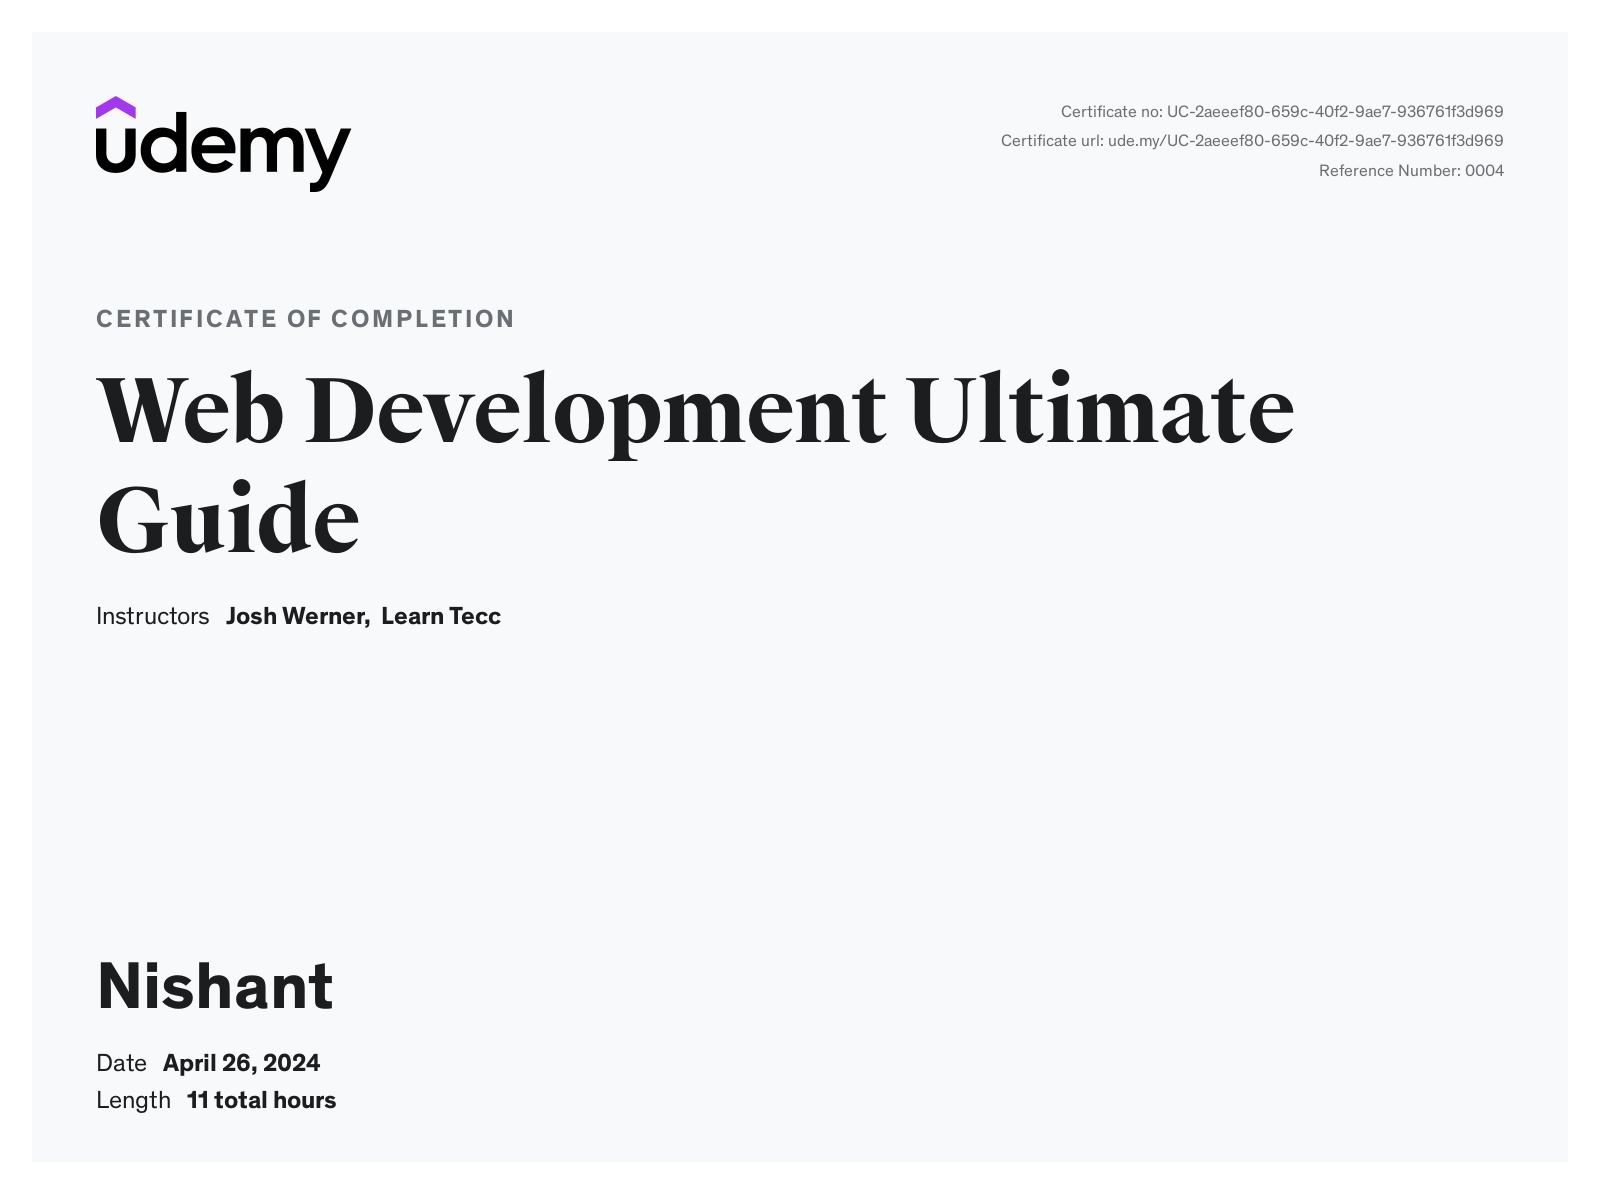 udemy
Certificate no: UC-2aeeef80-659c-40f2-9ae7-936761f3d969
Certificate url: ude.my/UC-2aeeef80-659c-40f2-9ae7-936761f3d969
Reference Number: 0004
CERTIFICATE OF COMPLETION
Web Development Ultimate
Guide
Instructors Josh Werner, Learn Tecc
Nishant
Date April 26, 2024
Length 11 total hours